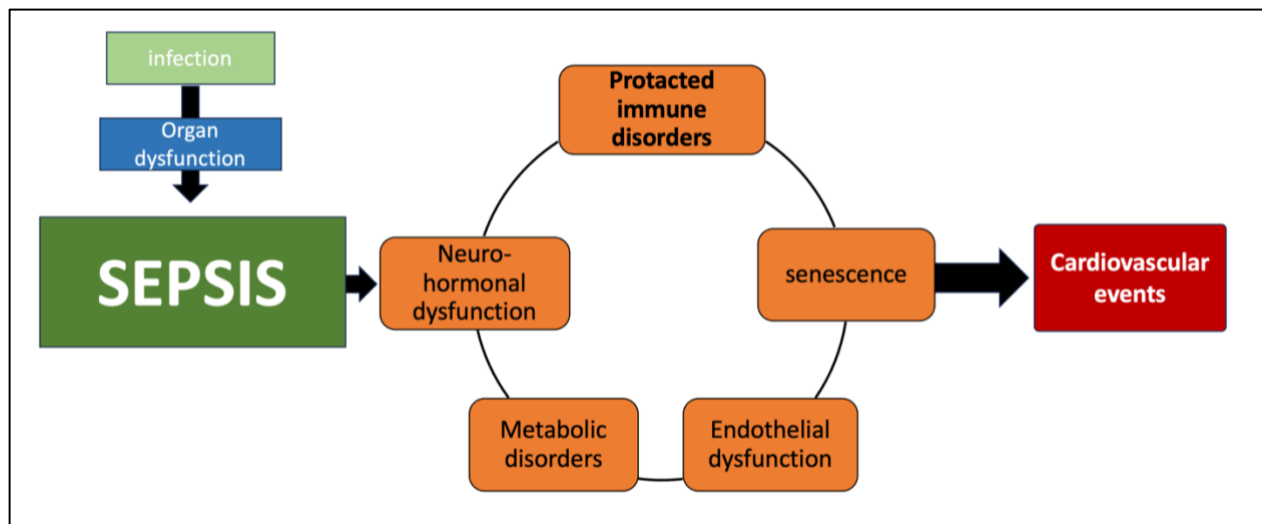 infection
Organ
dysfunction
SEPSIS
Neuro-
hormonal
dysfunction
Protacted
immune
disorders
senescence
Metabolic
disorders
Endothelial
dysfunction
Cardiovascular
events